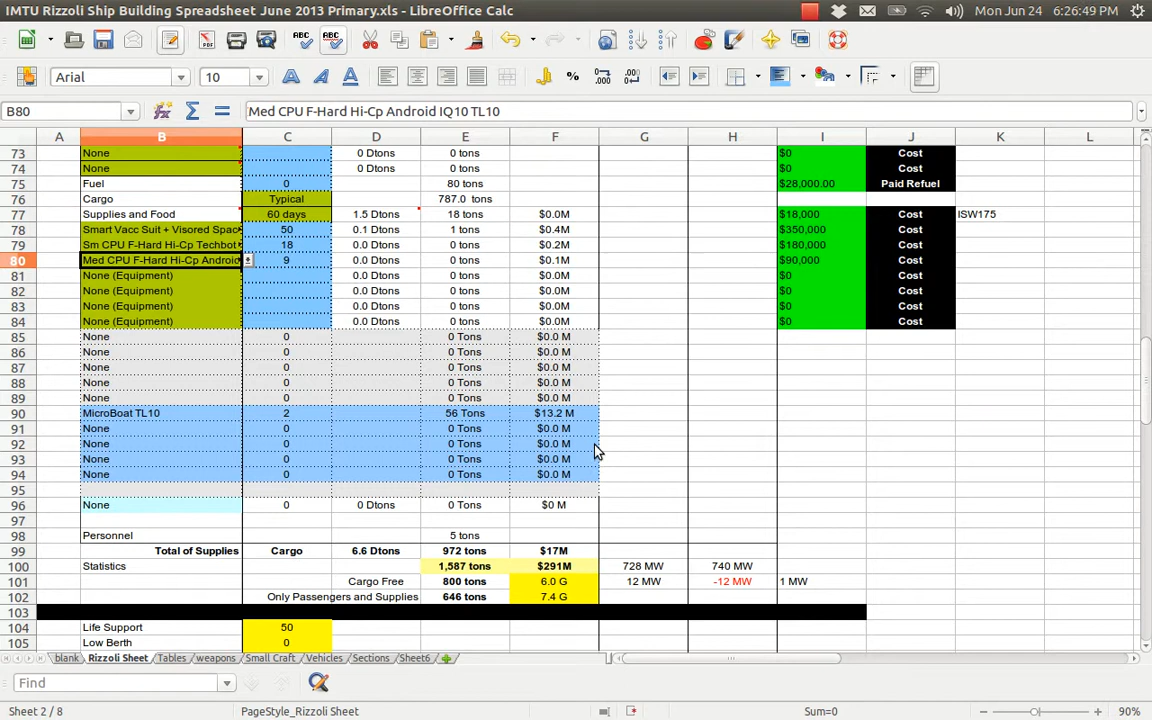 IMTU Rizzoli Ship Building Spreadsheet June 2013 Primary.xls - LibreOffice Calc Mon Jun 24 6:26:49 PM
Arial 10
B80 Med CPU F-Hard Hi-Cp Android IQ10 TL10
A B C D E F G H I J K L
73 None 0 Dtons 0 tons $0 Cost
74 None 0 Dtons 0 tons $0 Cost
75 Fuel 0 80 tons $28,000.00 Paid Refuel
76 Cargo Typical 787.0 tons
77 Supplies and Food 60 days 1.5 Dtons 18 tons $0.0M $18,000 Cost ISW175
78 Smart Vacc Suit + Visored Spac 50 0.1 Dtons 1 tons $0.4M $350,000 Cost
79 Sm CPU F-Hard Hi-Cp Techbot 18 0.0 Dtons 0 tons $0.2M $180,000 Cost
80 Med CPU F-Hard Hi-Cp Android 9 0.0 Dtons 0 tons $0.1M $90,000 Cost
81 None (Equipment) 0.0 Dtons 0 tons $0.0M $0 Cost
82 None (Equipment) 0.0 Dtons 0 tons $0.0M $0 Cost
83 None (Equipment) 0.0 Dtons 0 tons $0.0M $0 Cost
84 None (Equipment) 0.0 Dtons 0 tons $0.0M $0 Cost
85 None 0 0 Tons $0.0 M
86 None 0 0 Tons $0.0 M
87 None 0 0 Tons $0.0 M
88 None 0 0 Tons $0.0 M
89 None 0 0 Tons $0.0 M
90 MicroBoat TL10 2 56 Tons $13.2 M
91 None 0 0 Tons $0.0 M
92 None 0 0 Tons $0.0 M
93 None 0 0 Tons $0.0 M
94 None 0 0 Tons $0.0 M
95
96 None 0 0 Dtons 0 Tons $0 M
97
98 Personnel 5 tons
99 Total of Supplies Cargo 6.6 Dtons 972 tons $17M
100 Statistics 1,587 tons $291M 728 MW 740 MW
101 Cargo Free 800 tons 6.0 G 12 MW -12 MW 1 MW
102 Only Passengers and Supplies 646 tons 7.4 G
103
104 Life Support 50
105 Low Berth 0
blank Rizzoli Sheet Tables weapons Small Craft Vehicles Sections Sheet6
Find
Sheet 2 / 8 PageStyle_Rizzoli Sheet Sum=0 90%